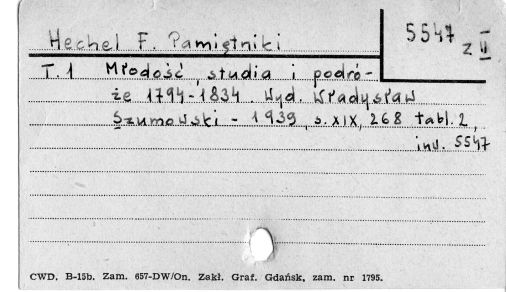 Hechel F. Pamiętniki
5547
z II
T. 1 Młodość, studia i podró-
że 1794-1834. Wyd. Władysław
Szumowski - 1939, s. XIX, 268 tabl. 2,
inw. 5547
CWD. B-15b. Zam. 657-DW/On. Zakł. Graf. Gdańsk, zam. nr 1795.